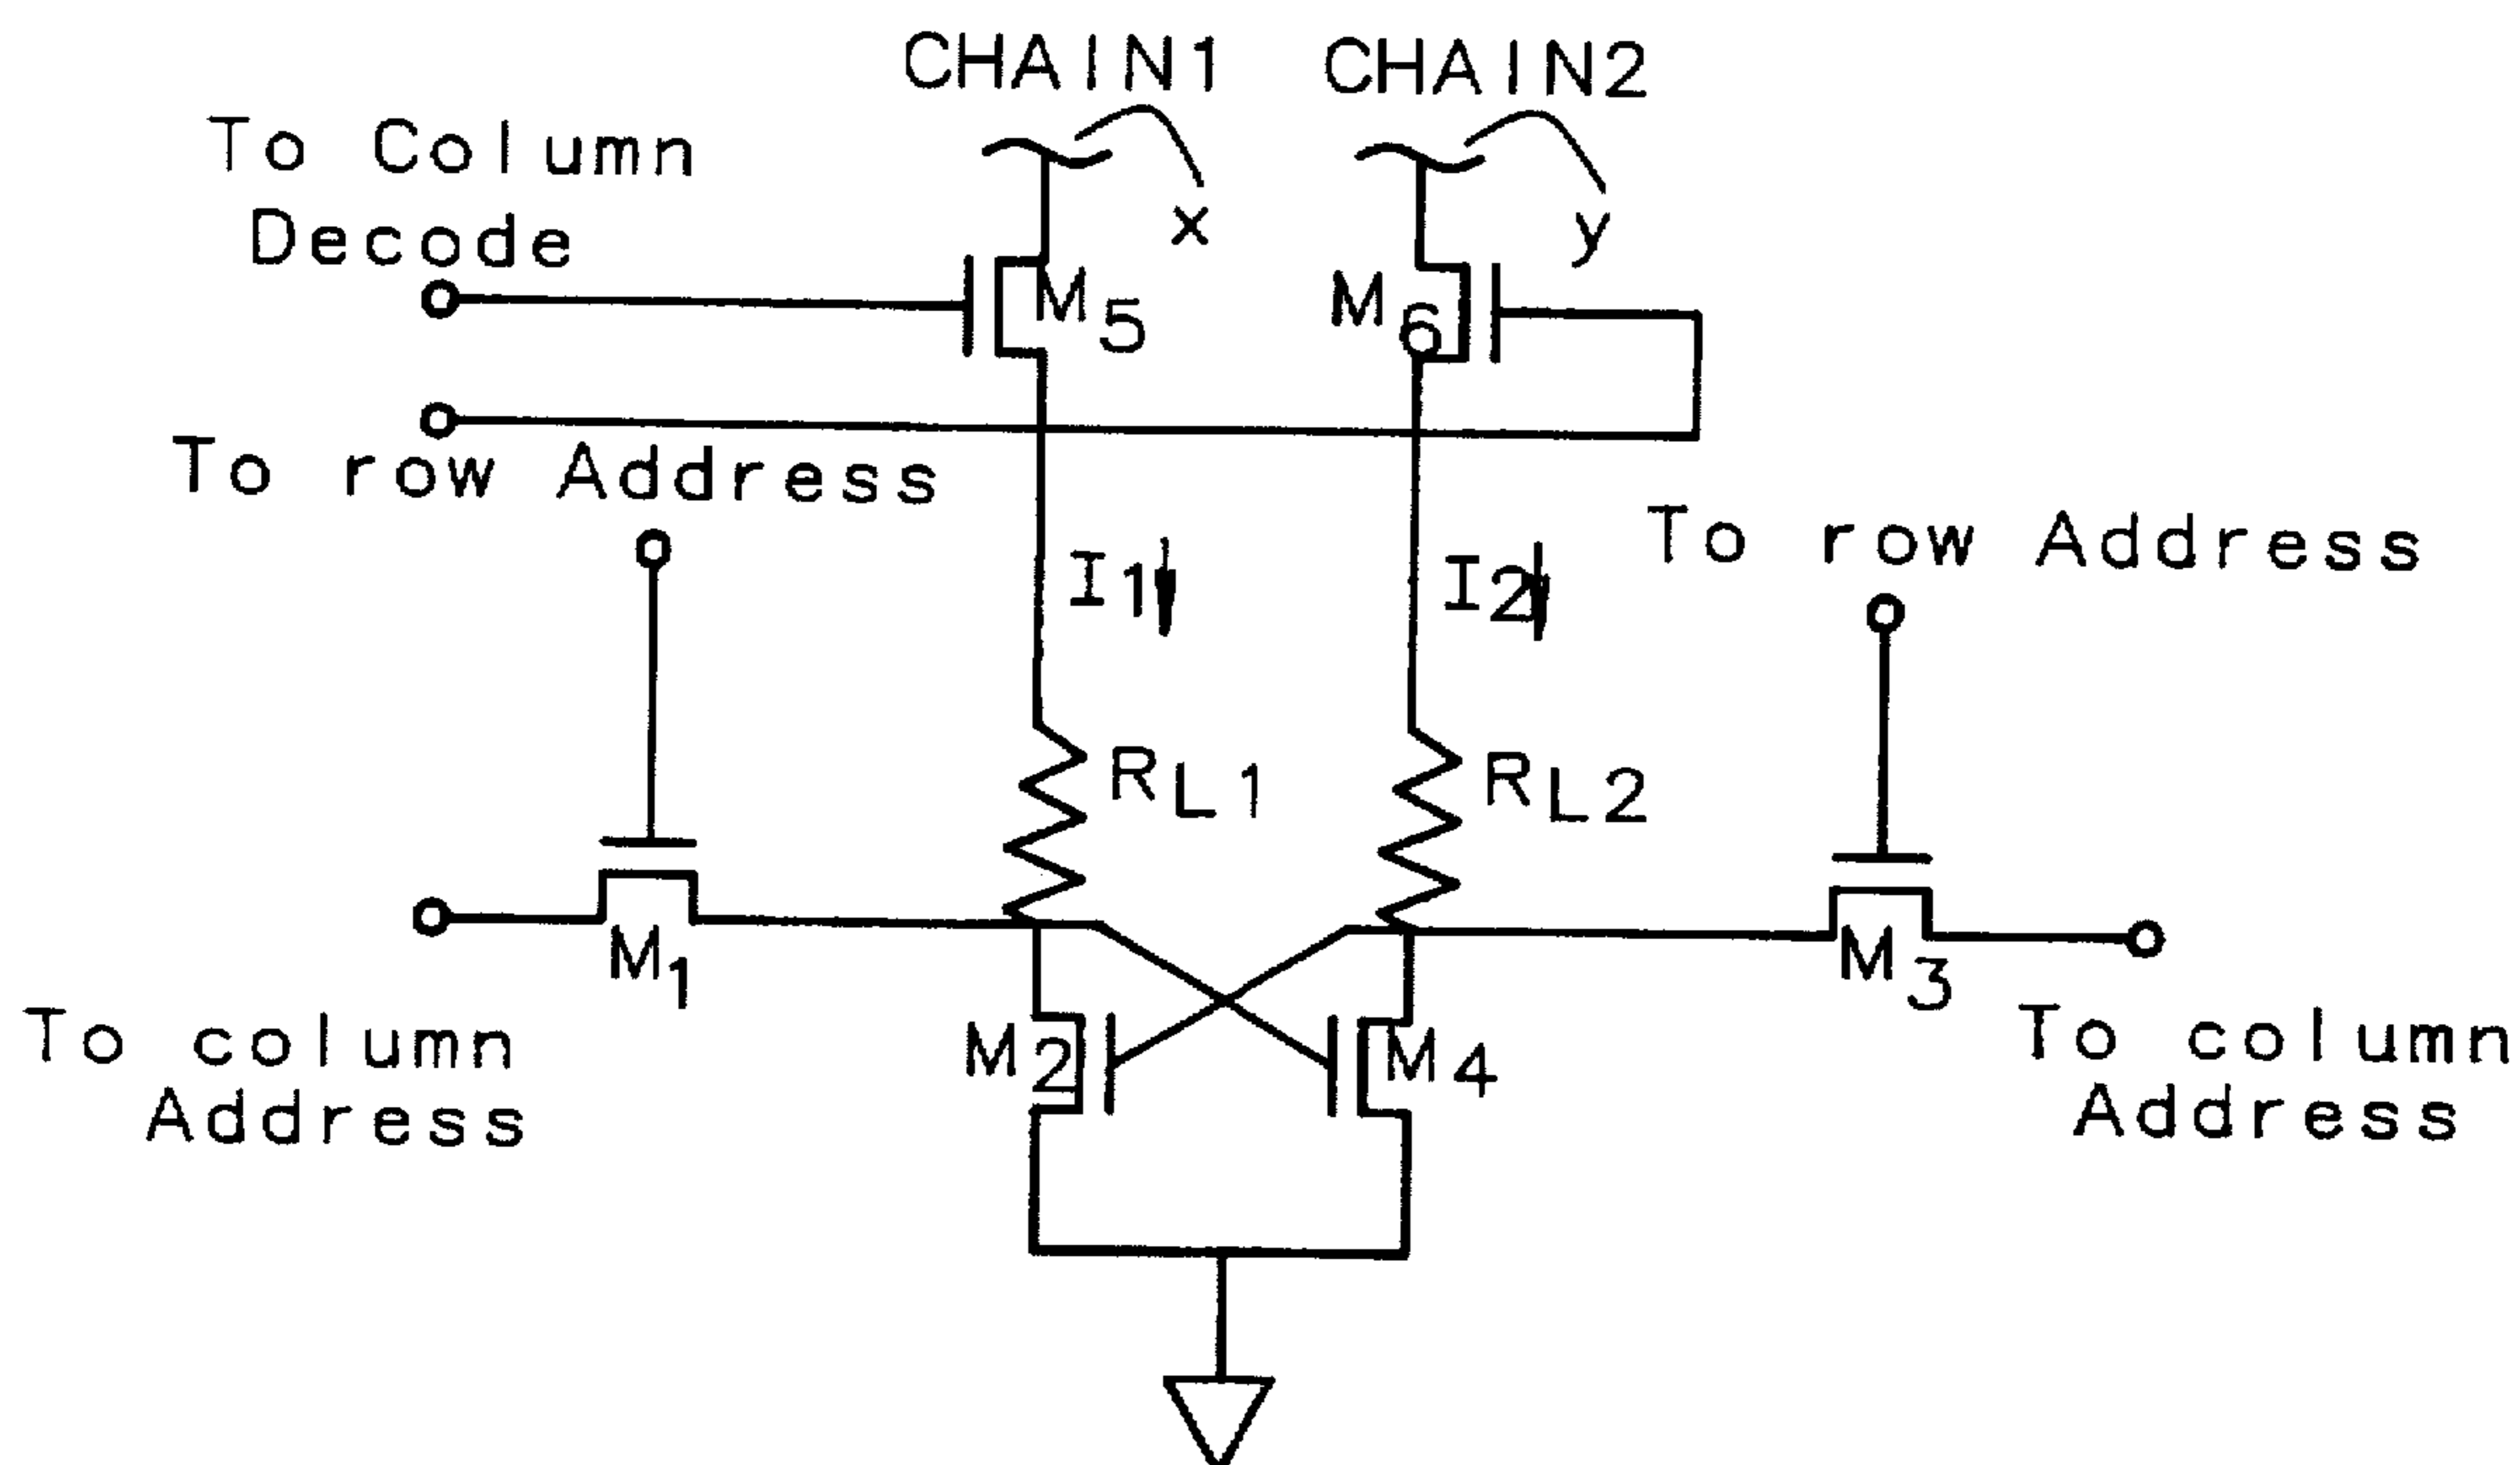 CHAIN1 CHAIN2
To Column
Decode
x
y
M5
M6
To row Address
To row Address
I1
I2
RL1
RL2
M1
M3
To column
Address
M2
M4
To column
Address